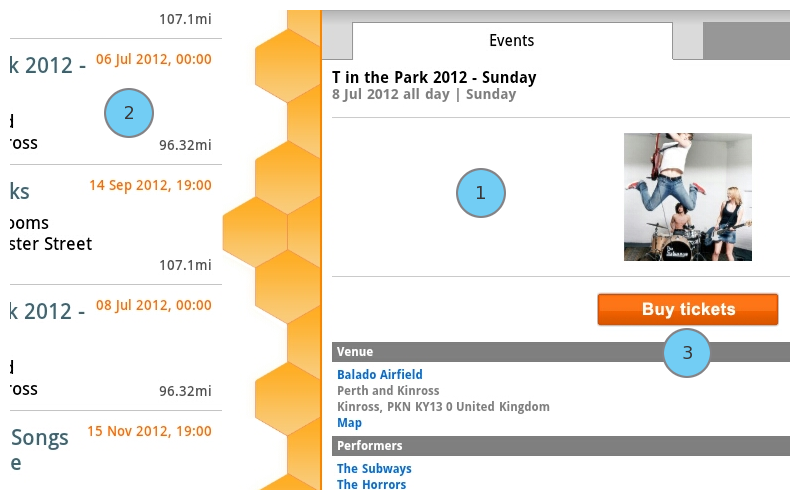 107.1mi
k 2012 -
06 Jul 2012, 00:00
2
ross
96.32mi
ks
14 Sep 2012, 19:00
ooms
ster Street
107.1mi
k 2012 -
08 Jul 2012, 00:00
ross
96.32mi
Songs
15 Nov 2012, 19:00
e
Events
T in the Park 2012 - Sunday
8 Jul 2012 all day | Sunday
1
Buy tickets
3
Venue
Balado Airfield
Perth and Kinross
Kinross, PKN KY13 0 United Kingdom
Map
Performers
The Subways
The Horrors